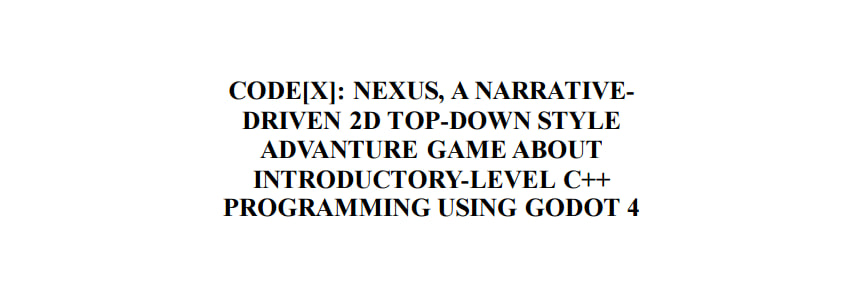 CODE[X]: NEXUS, A NARRATIVE-
DRIVEN 2D TOP-DOWN STYLE
ADVANTURE GAME ABOUT
INTRODUCTORY-LEVEL C++
PROGRAMMING USING GODOT 4